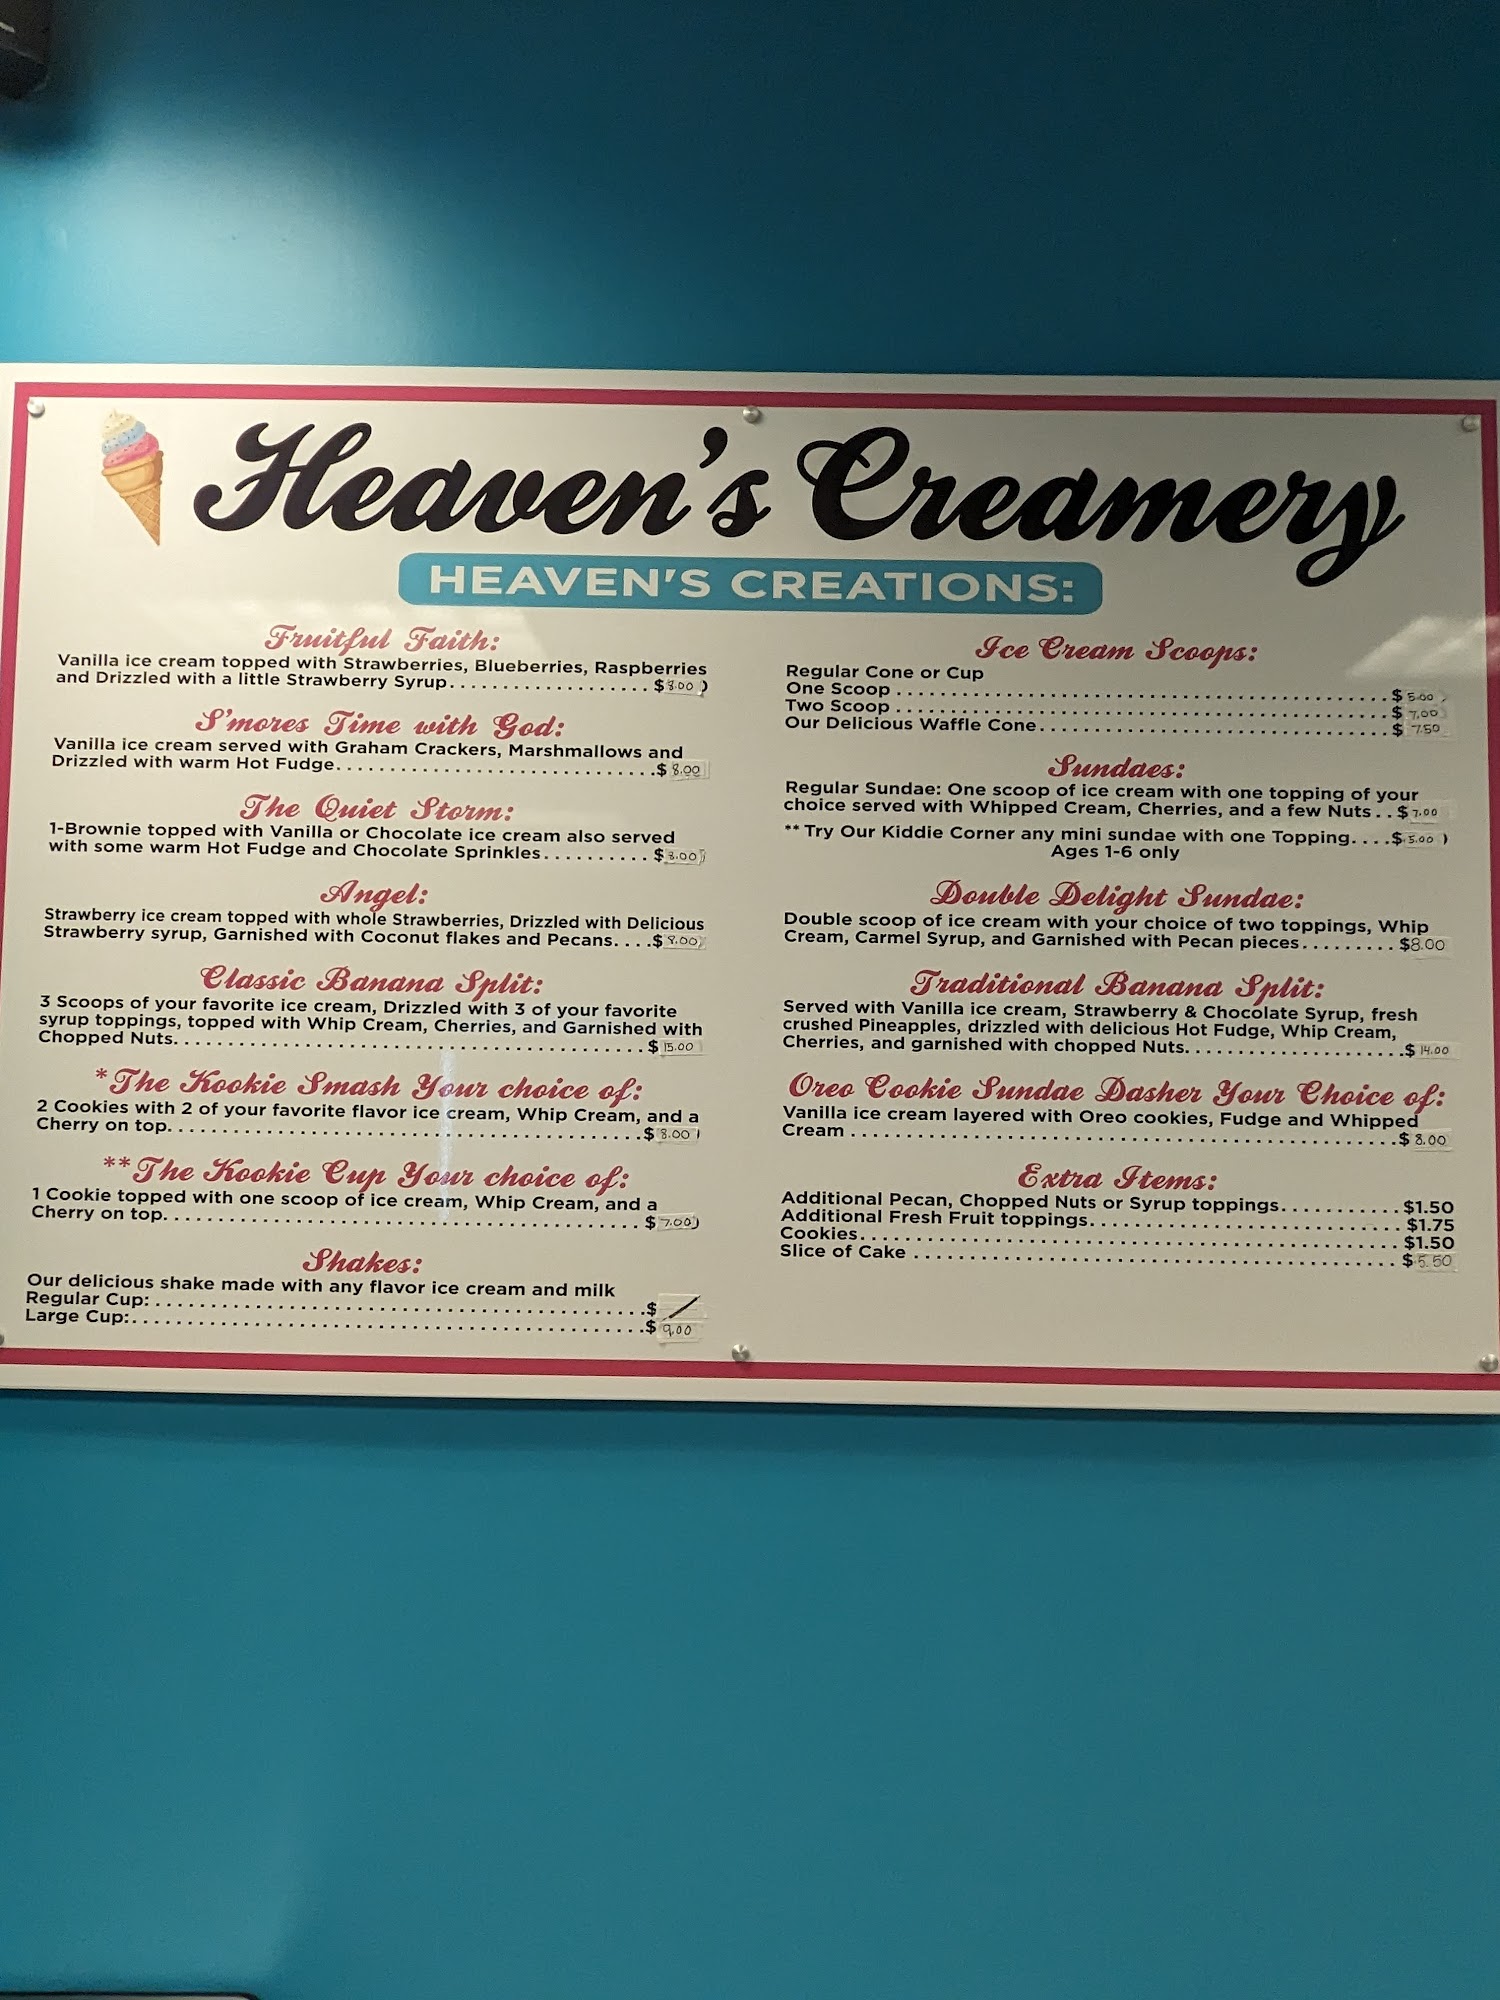 Heaven's Creamery
HEAVEN'S CREATIONS:
Fruitful Faith:
Vanilla ice cream topped with Strawberries, Blueberries, Raspberries
and Drizzled with a little Strawberry Syrup..................$8.00
S'mores Time with God:
Vanilla ice cream served with Graham Crackers, Marshmallows and
Drizzled with warm Hot Fudge.............................$8.00
The Quiet Storm:
1-Brownie topped with Vanilla or Chocolate ice cream also served
with some warm Hot Fudge and Chocolate Sprinkles..........$8.00
Angel:
Strawberry ice cream topped with whole Strawberries, Drizzled with Delicious
Strawberry syrup, Garnished with Coconut flakes and Pecans....$8.00
Classic Banana Split:
3 Scoops of your favorite ice cream, Drizzled with 3 of your favorite
syrup toppings, topped with Whip Cream, Cherries, and Garnished with
Chopped Nuts...........................................$15.00
*The Kookie Smash Your choice of:
2 Cookies with 2 of your favorite flavor ice cream, Whip Cream, and a
Cherry on top...........................................$8.00
**The Kookie Cup Your choice of:
1 Cookie topped with one scoop of ice cream, Whip Cream, and a
Cherry on top............................................$7.00
Shakes:
Our delicious shake made with any flavor ice cream and milk
Regular Cup:.............................................$
Large Cup:...............................................$9.00
Ice Cream Scoops:
Regular Cone or Cup
One Scoop .............................................$5.00
Two Scoop .............................................$7.00
Our Delicious Waffle Cone................................$7.50
Sundaes:
Regular Sundae: One scoop of ice cream with one topping of your
choice served with Whipped Cream, Cherries, and a few Nuts..$7.00
**Try Our Kiddie Corner any mini sundae with one Topping....$5.00
Ages 1-6 only
Double Delight Sundae:
Double scoop of ice cream with your choice of two toppings, Whip
Cream, Carmel Syrup, and Garnished with Pecan pieces.........$8.00
Traditional Banana Split:
Served with Vanilla ice cream, Strawberry & Chocolate Syrup, fresh
crushed Pineapples, drizzled with delicious Hot Fudge, Whip Cream,
Cherries, and garnished with chopped Nuts....................$14.00
Oreo Cookie Sundae Dasher Your Choice of:
Vanilla ice cream layered with Oreo cookies, Fudge and Whipped
Cream ..................................................$8.00
Extra Items:
Additional Pecan, Chopped Nuts or Syrup toppings...........$1.50
Additional Fresh Fruit toppings............................$1.75
Cookies.................................................$1.50
Slice of Cake ............................................$5.50